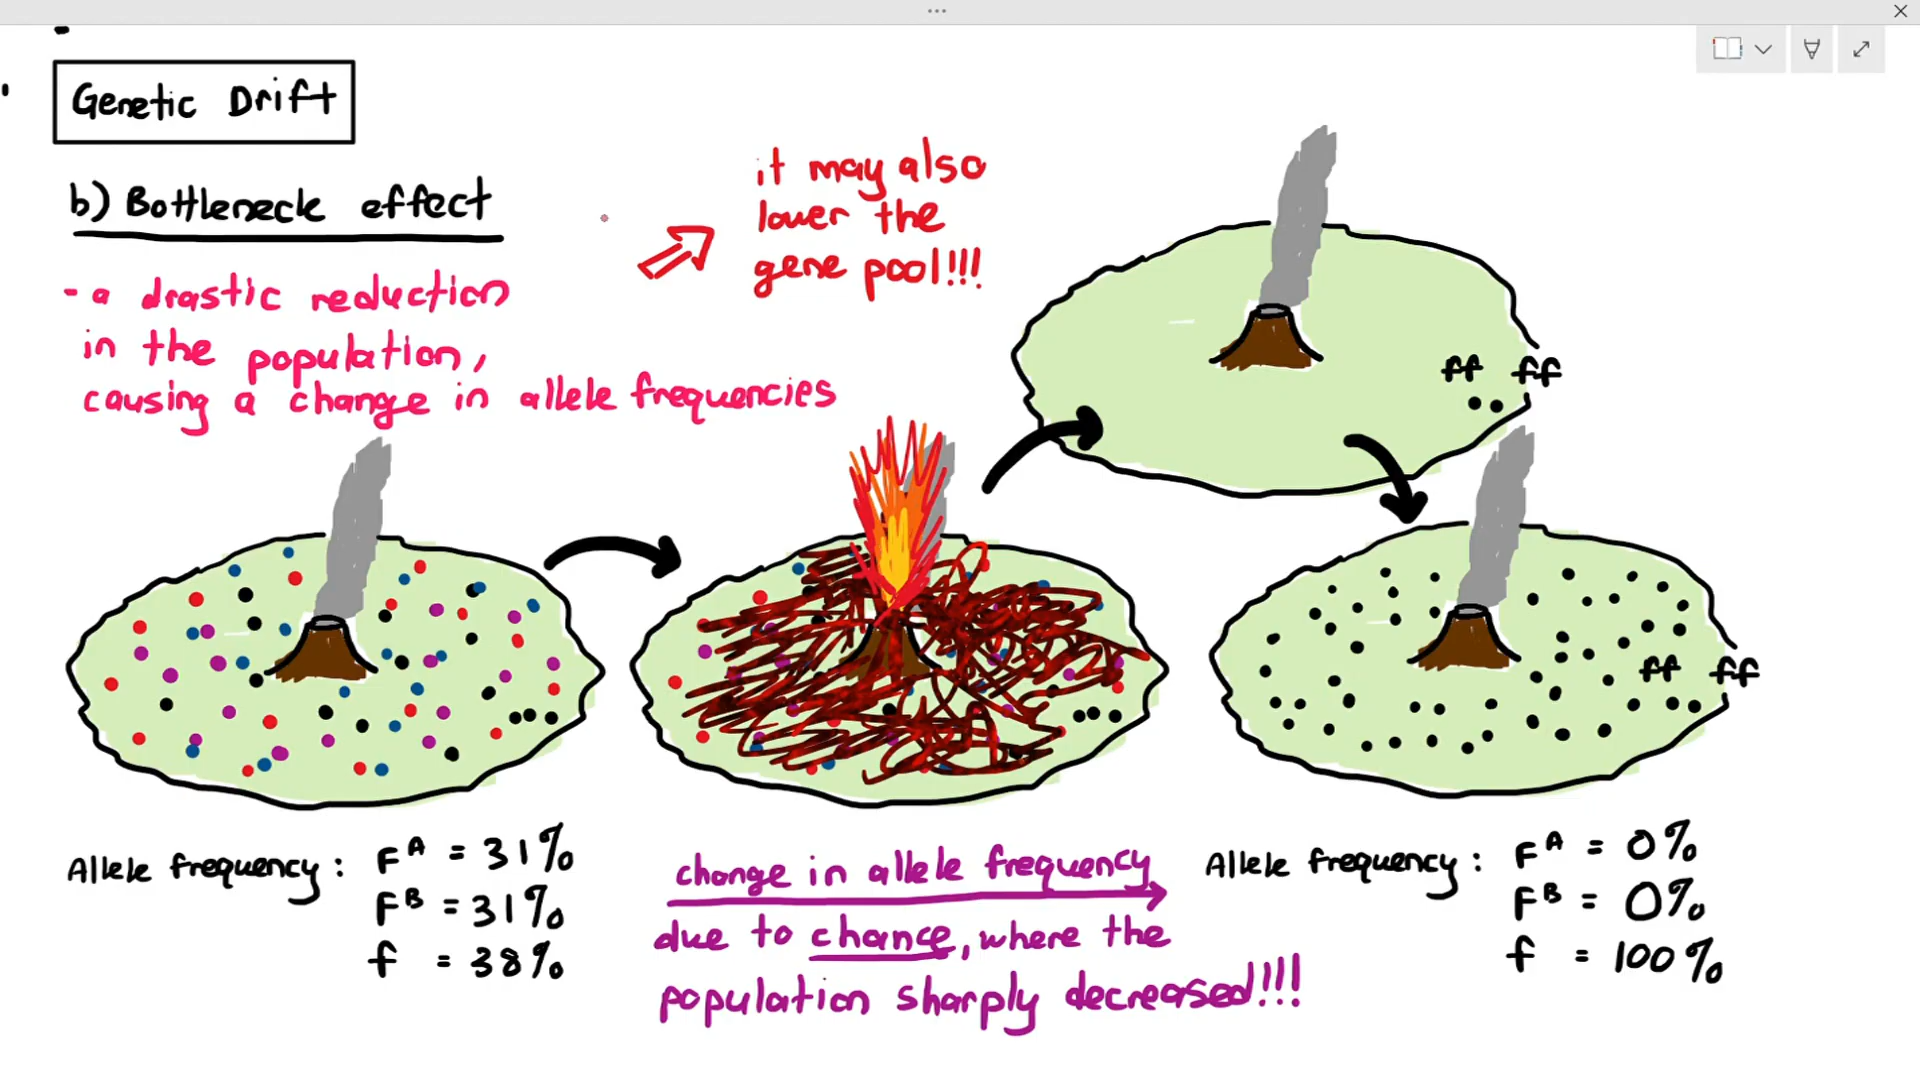 Genetic Drift
b) Bottleneck effect
- a drastic reduction
in the population,
causing a change in allele frequencies
it may also
lower the
gene pool!!!
ff ff
ff ff
Allele frequency: F^A = 31%
F^B = 31%
f = 38%
change in allele frequency
due to chance, where the
population sharply decreased!!!
Allele frequency: F^A = 0%
F^B = 0%
f = 100%